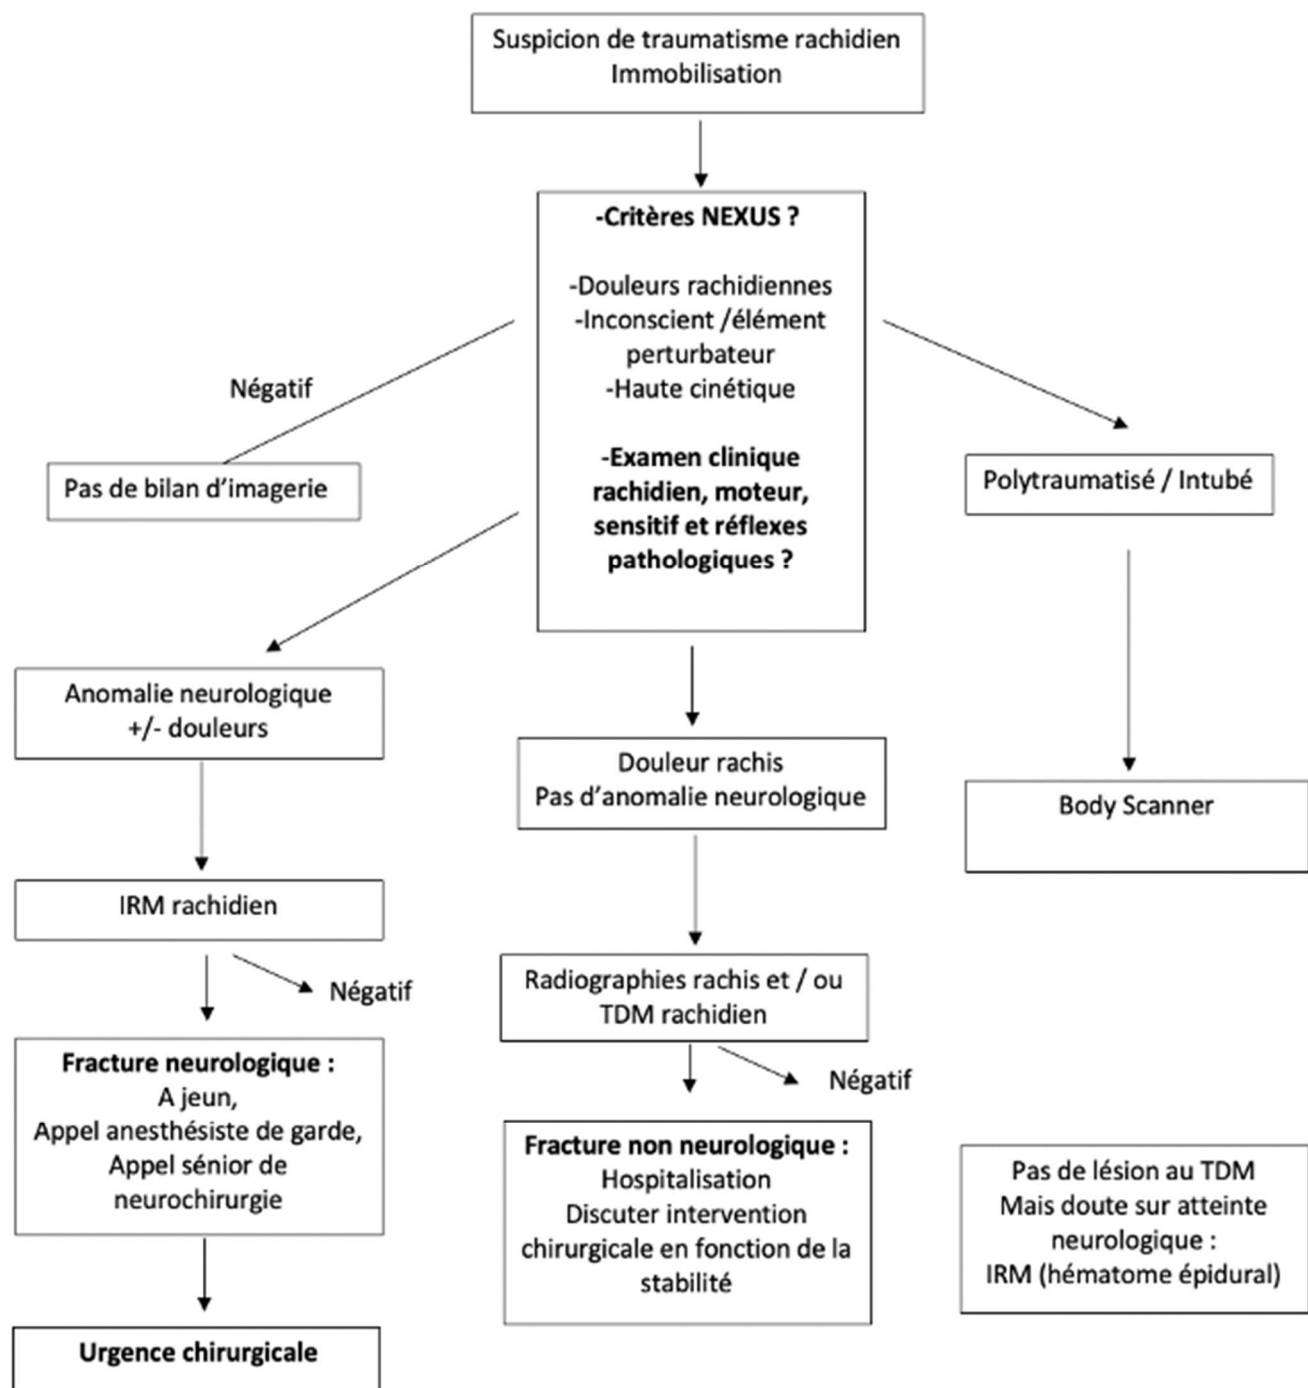 Suspicion de traumatisme rachidien
Immobilisation
-Critères NEXUS ?
-Douleurs rachidiennes
-Inconscient /élément
perturbateur
-Haute cinétique
-Examen clinique
rachidien, moteur,
sensitif et réflexes
pathologiques ?
Négatif
Pas de bilan d'imagerie
Polytraumatisé / Intubé
Anomalie neurologique
+/- douleurs
Douleur rachis
Pas d'anomalie neurologique
Body Scanner
IRM rachidien
Négatif
Radiographies rachis et / ou
TDM rachidien
Négatif
Fracture neurologique :
A jeun,
Appel anesthésiste de garde,
Appel sénior de
neurochirurgie
Fracture non neurologique :
Hospitalisation
Discuter intervention
chirurgicale en fonction de la
stabilité
Pas de lésion au TDM
Mais doute sur atteinte
neurologique :
IRM (hématome épidural)
Urgence chirurgicale